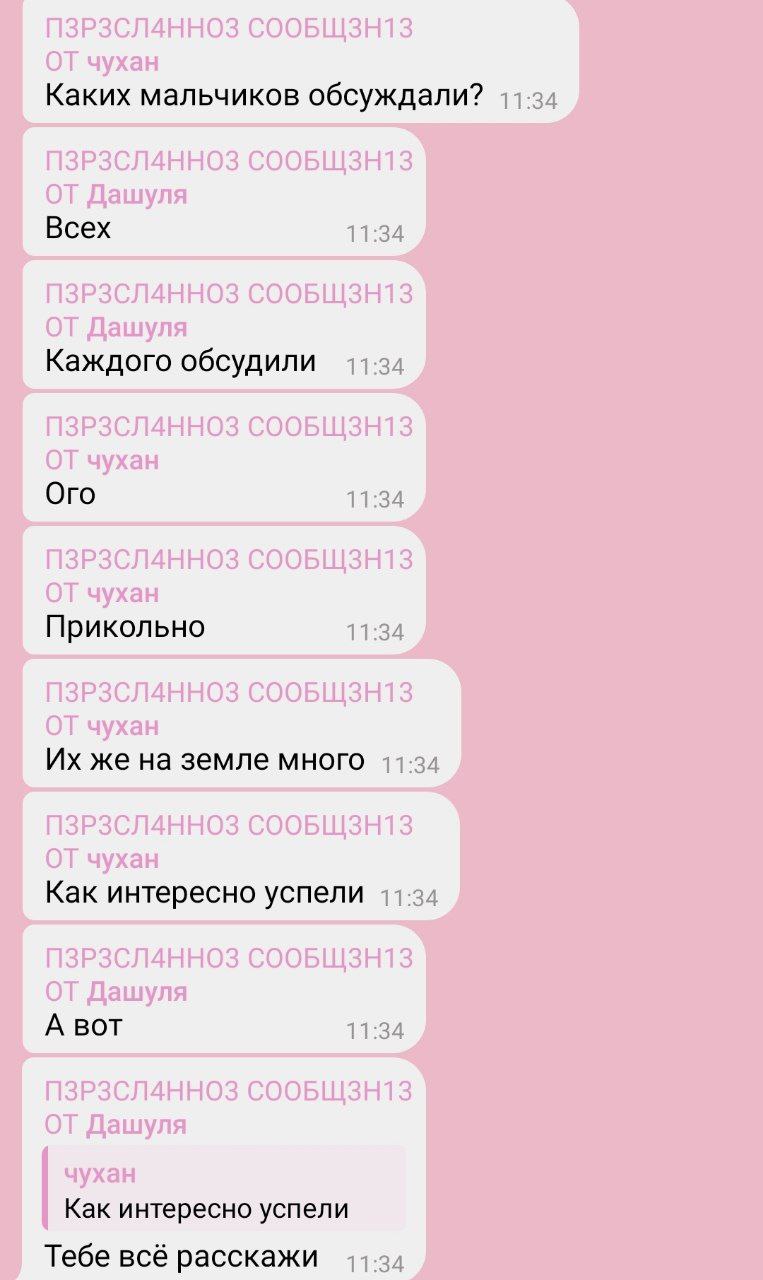 П3Р3СЛ4ННО3 СООБЩ3Н13
ОТ чухан
Каких мальчиков обсуждали? 11:34
П3Р3СЛ4ННО3 СООБЩ3Н13
ОТ Дашуля
Всех 11:34
П3Р3СЛ4ННО3 СООБЩ3Н13
ОТ Дашуля
Каждого обсудили 11:34
П3Р3СЛ4ННО3 СООБЩ3Н13
ОТ чухан
Ого 11:34
П3Р3СЛ4ННО3 СООБЩ3Н13
ОТ чухан
Прикольно 11:34
П3Р3СЛ4ННО3 СООБЩ3Н13
ОТ чухан
Их же на земле много 11:34
П3Р3СЛ4ННО3 СООБЩ3Н13
ОТ чухан
Как интересно успели 11:34
П3Р3СЛ4ННО3 СООБЩ3Н13
ОТ Дашуля
А вот 11:34
П3Р3СЛ4ННО3 СООБЩ3Н13
ОТ Дашуля
чухан
Как интересно успели
Тебе всё расскажи 11:34